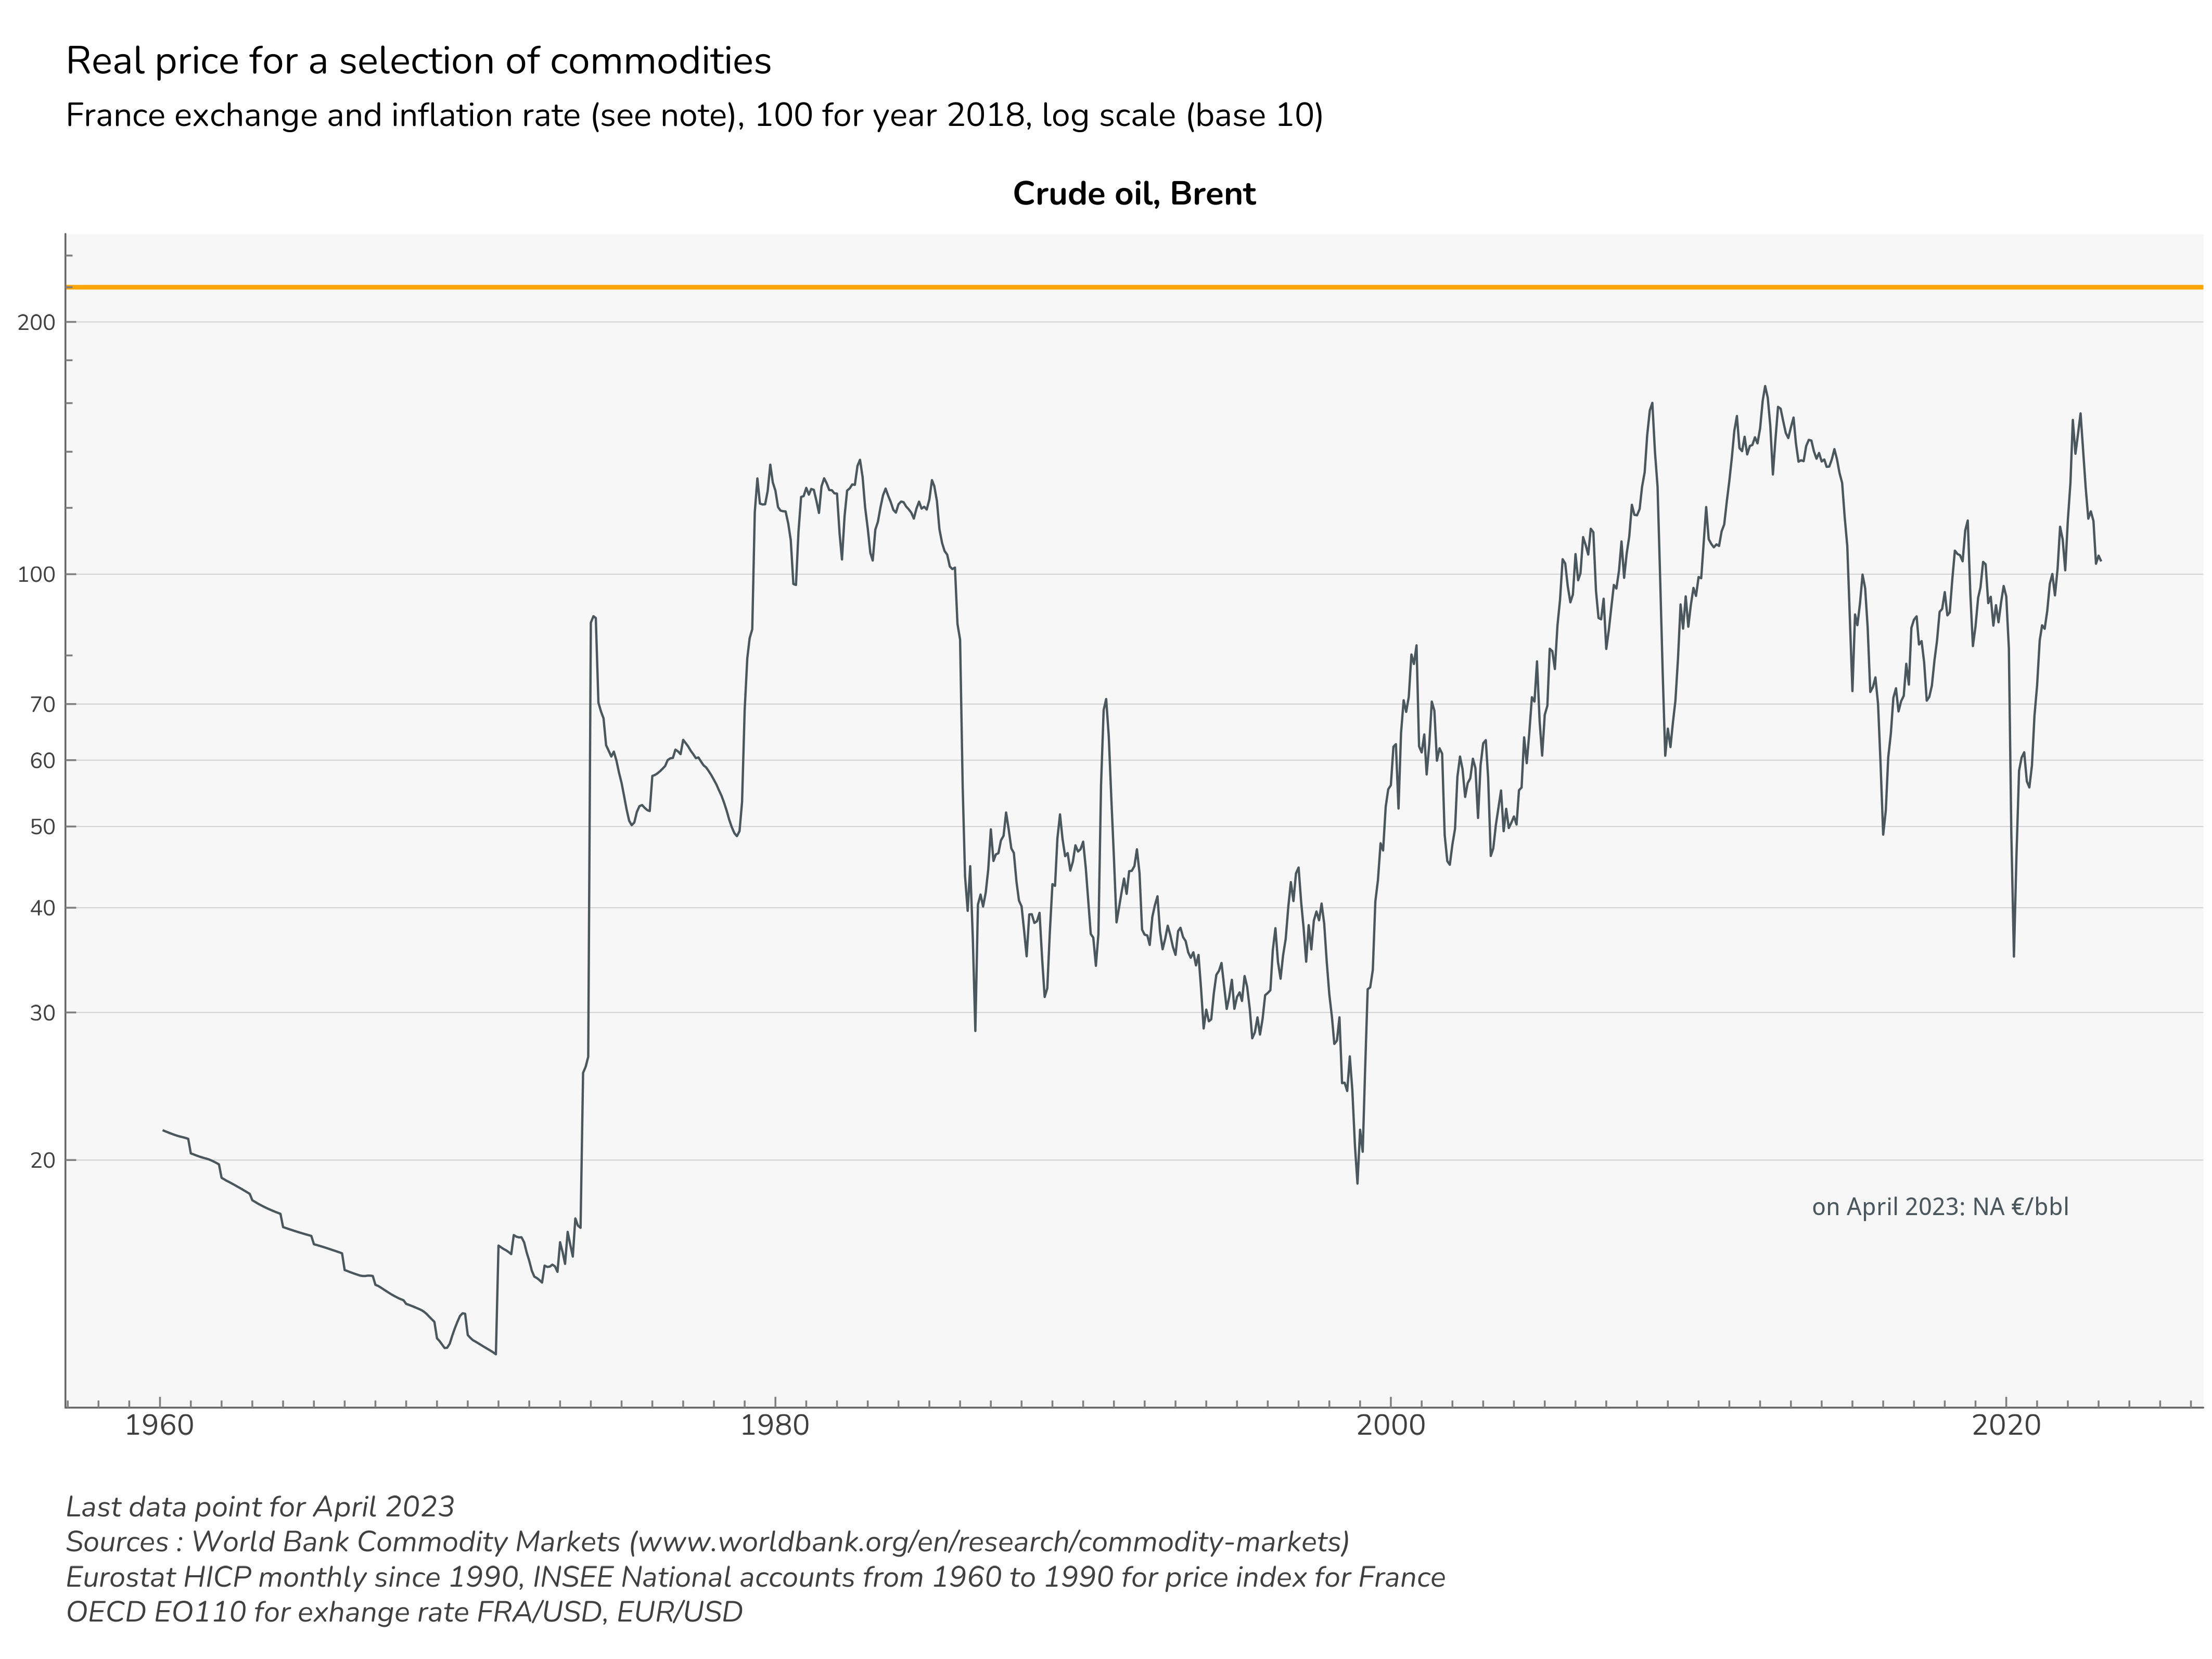 Real price for a selection of commodities
France exchange and inflation rate (see note), 100 for year 2018, log scale (base 10)
Crude oil, Brent
200
100
70
60
50
40
30
20
on April 2023: NA €/bbl
1960 1980 2000 2020
Last data point for April 2023
Sources : World Bank Commodity Markets (www.worldbank.org/en/research/commodity-markets)
Eurostat HICP monthly since 1990, INSEE National accounts from 1960 to 1990 for price index for France
OECD EO110 for exhange rate FRA/USD, EUR/USD